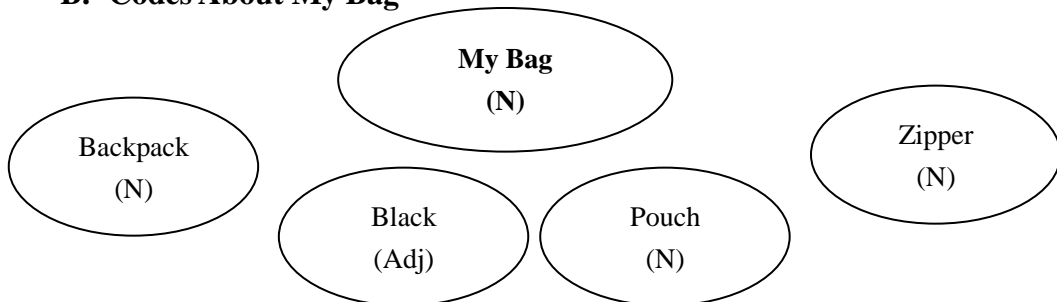 B. Codes About My Bag
My Bag
(N)
Backpack
(N)
Black
(Adj)
Pouch
(N)
Zipper
(N)